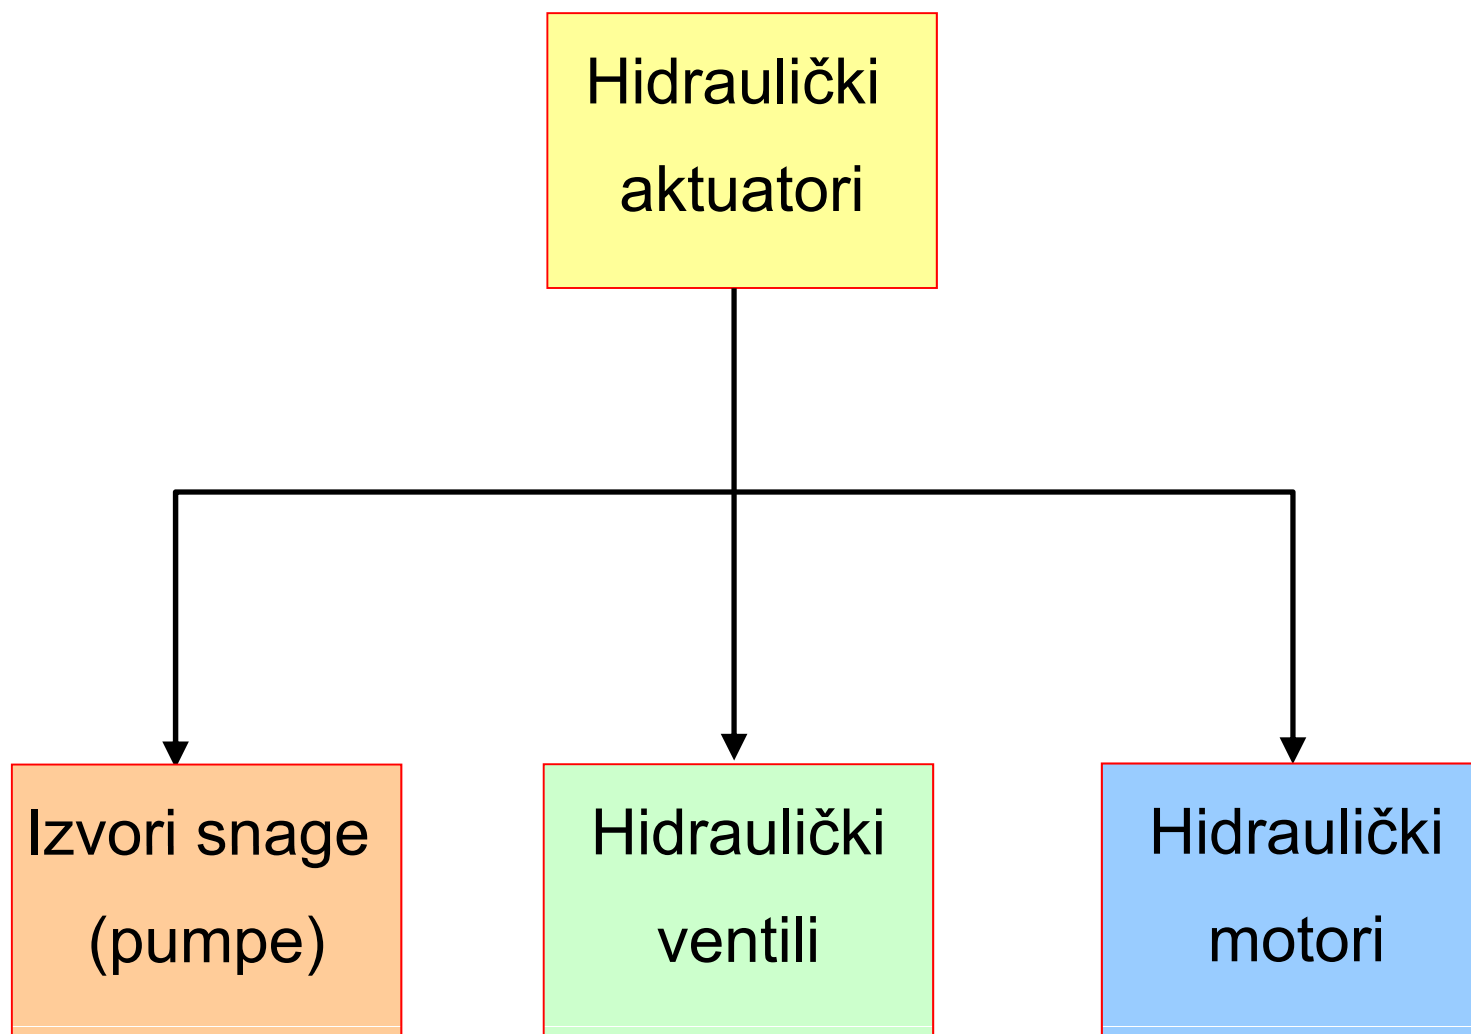 Hidraulički
aktuatori
Izvori snage
(pumpe)
Hidraulički
ventili
Hidraulički
motori